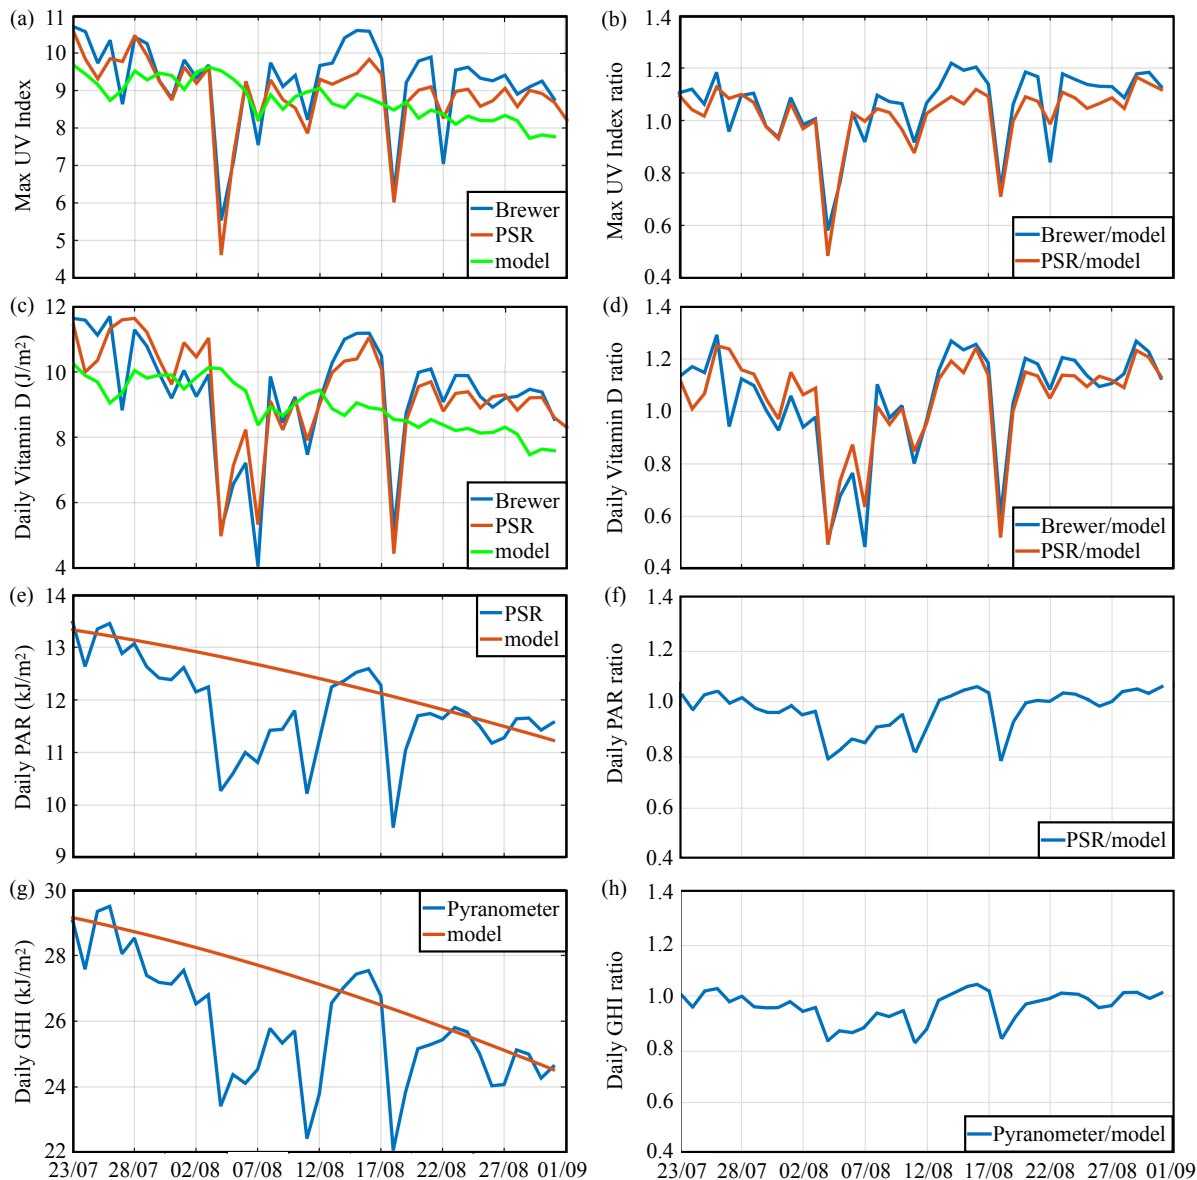 (a)
Max UV Index
11
10
9
8
7
6
5
4
Brewer
PSR
model
(b)
Max UV Index ratio
1.4
1.2
1.0
0.8
0.6
0.4
Brewer/model
PSR/model
(c)
Daily Vitamin D (J/m²)
12
10
8
6
4
Brewer
PSR
model
(d)
Daily Vitamin D ratio
1.4
1.2
1.0
0.8
0.6
0.4
Brewer/model
PSR/model
(e)
Daily PAR (kJ/m²)
14
13
12
11
10
9
PSR
model
(f)
Daily PAR ratio
1.4
1.2
1.0
0.8
0.6
0.4
PSR/model
(g)
Daily GHI (kJ/m²)
30
28
26
24
22
Pyranometer
model
23/07 28/07 02/08 07/08 12/08 17/08 22/08 27/08 01/09
(h)
Daily GHI ratio
1.4
1.2
1.0
0.8
0.6
0.4
Pyranometer/model
23/07 28/07 02/08 07/08 12/08 17/08 22/08 27/08 01/09